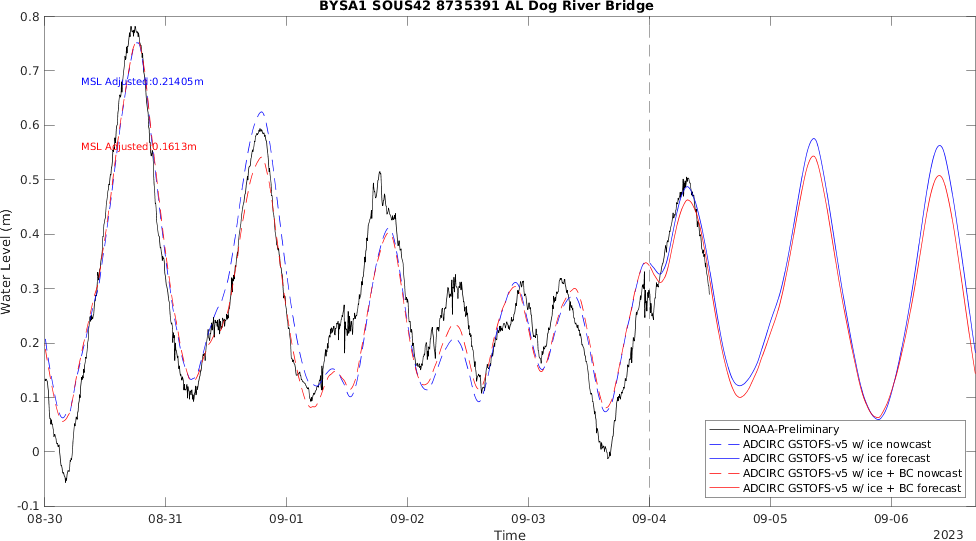 BYSA1 SOUS42 8735391 AL Dog River Bridge
0.8
0.7
0.6
0.5
0.4
0.3
0.2
0.1
0
-0.1
Water Level (m)
MSL Adjusted:0.21405m
MSL Adjusted:0.1613m
NOAA-Preliminary
ADCIRC GSTOFS-v5 w/ ice nowcast
ADCIRC GSTOFS-v5 w/ ice forecast
ADCIRC GSTOFS-v5 w/ ice + BC nowcast
ADCIRC GSTOFS-v5 w/ ice + BC forecast
08-30 08-31 09-01 09-02 09-03 09-04 09-05 09-06
Time
2023